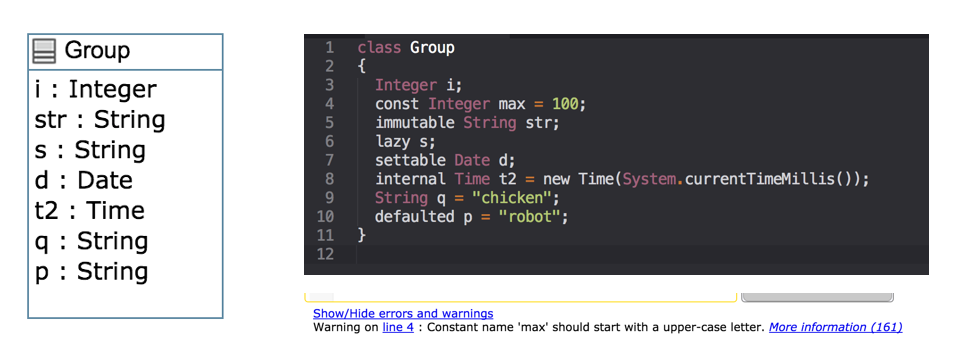 Group
i : Integer
str : String
s : String
d : Date
t2 : Time
q : String
p : String
1 class Group
2 {
3 Integer i;
4 const Integer max = 100;
5 immutable String str;
6 lazy s;
7 settable Date d;
8 internal Time t2 = new Time(System.currentTimeMillis());
9 String q = "chicken";
10 defaulted p = "robot";
11 }
12
Show/Hide errors and warnings
Warning on line 4 : Constant name 'max' should start with a upper-case letter. More information (161)